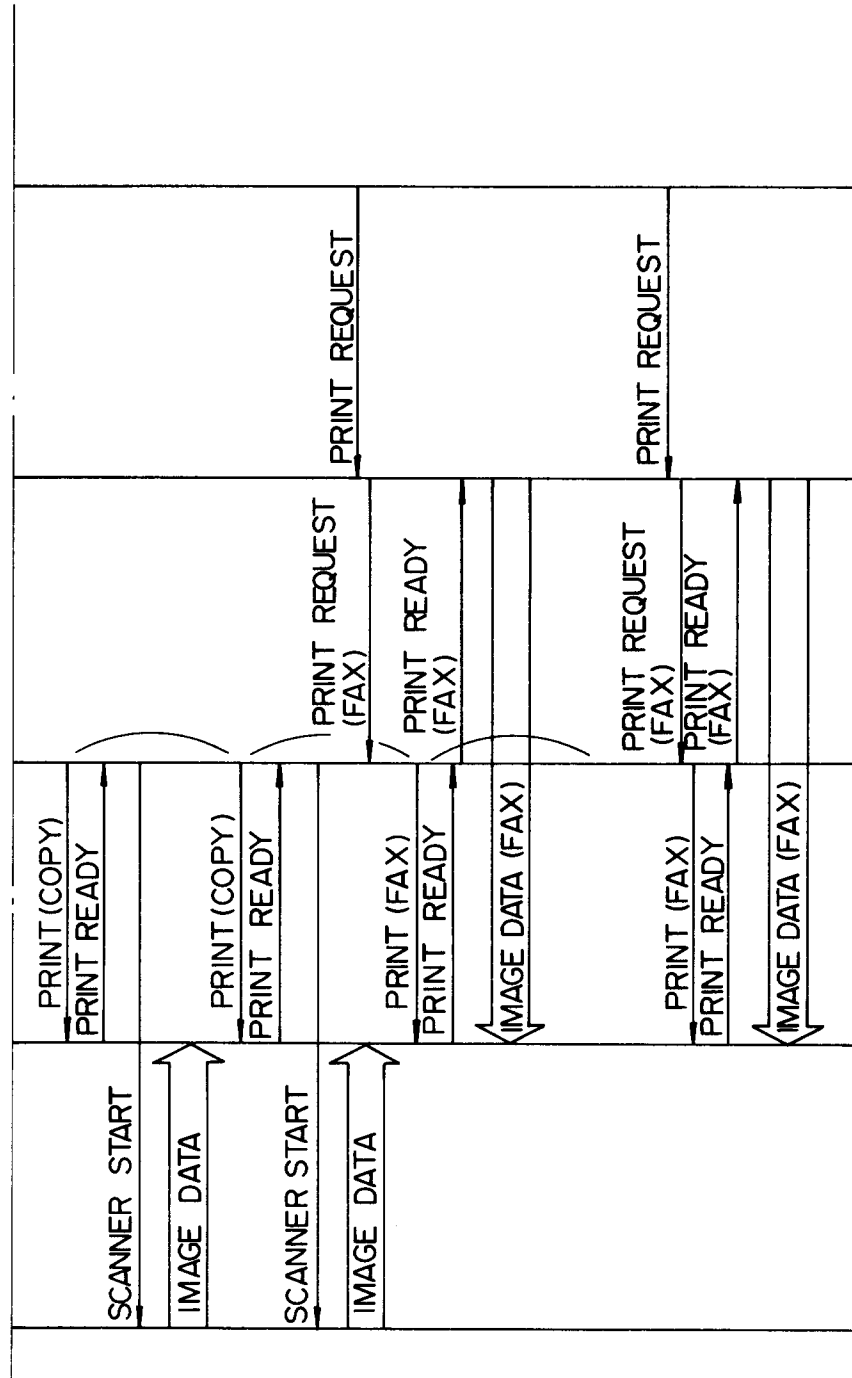 PRINT (COPY)
PRINT READY
SCANNER START
IMAGE DATA
PRINT (COPY)
PRINT READY
SCANNER START
IMAGE DATA
PRINT REQUEST
PRINT REQUEST
(FAX)
PRINT (FAX)
PRINT READY
PRINT READY
(FAX)
IMAGE DATA (FAX)
PRINT REQUEST
PRINT REQUEST
(FAX)
PRINT READY
(FAX)
PRINT (FAX)
PRINT READY
IMAGE DATA (FAX)